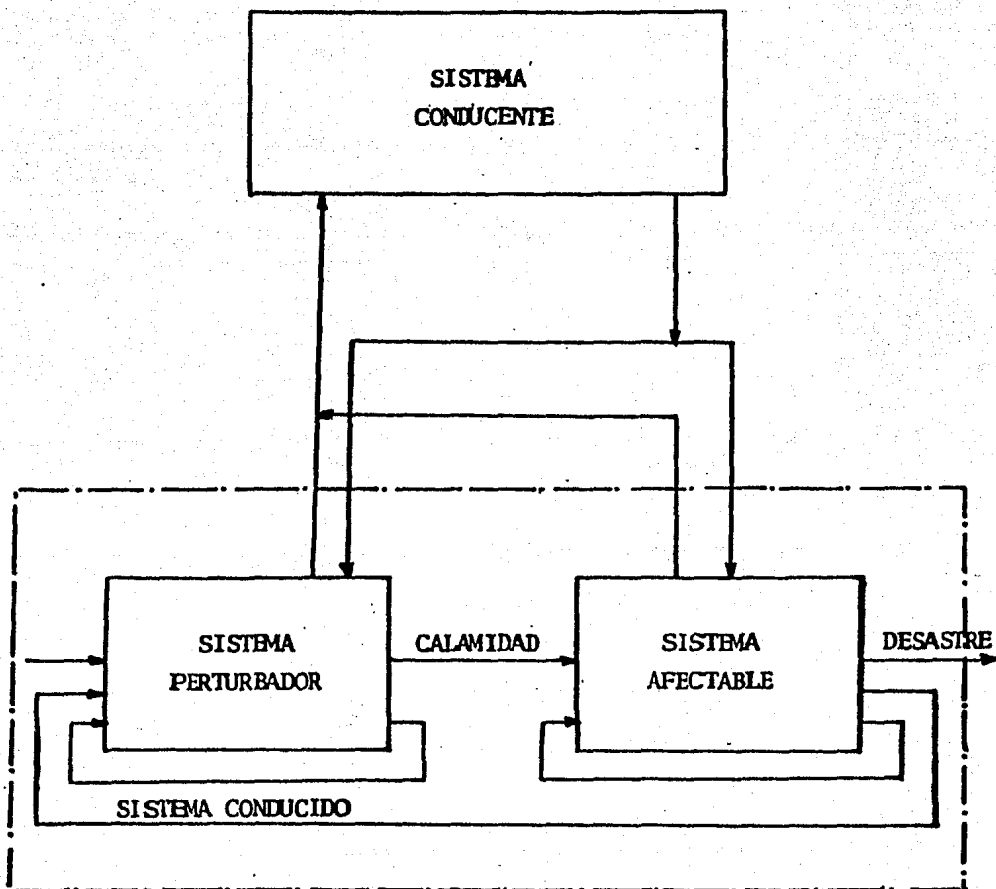 SISTEMA
CONDUCENTE
SISTEMA
PERTURBADOR
CALAMIDAD
SISTEMA
AFECTABLE
DESASTRE
SISTEMA CONDUCIDO